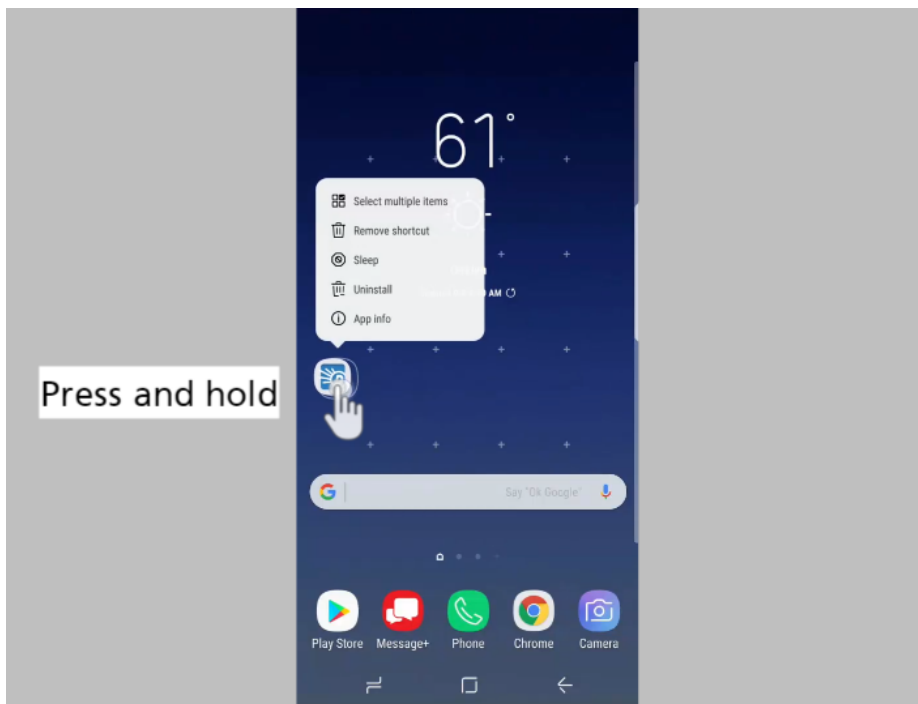 61°
Select multiple items
Remove shortcut
Sleep
Uninstall
App info
AM
Press and hold
Say "Ok Google"
Play Store
Message+
Phone
Chrome
Camera